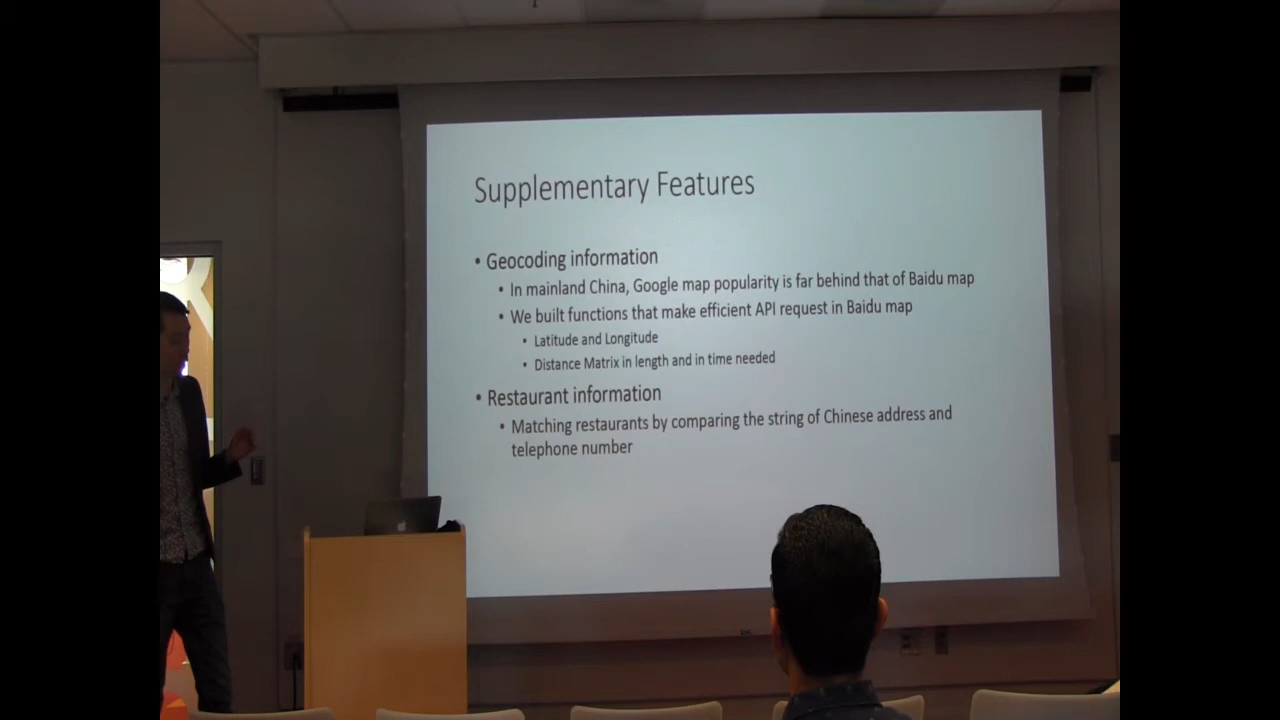 Supplementary Features
• Geocoding information
• In mainland China, Google map popularity is far behind that of Baidu map
• We built functions that make efficient API request in Baidu map
• Latitude and Longitude
• Distance Matrix in length and in time needed
• Restaurant information
• Matching restaurants by comparing the string of Chinese address and
telephone number